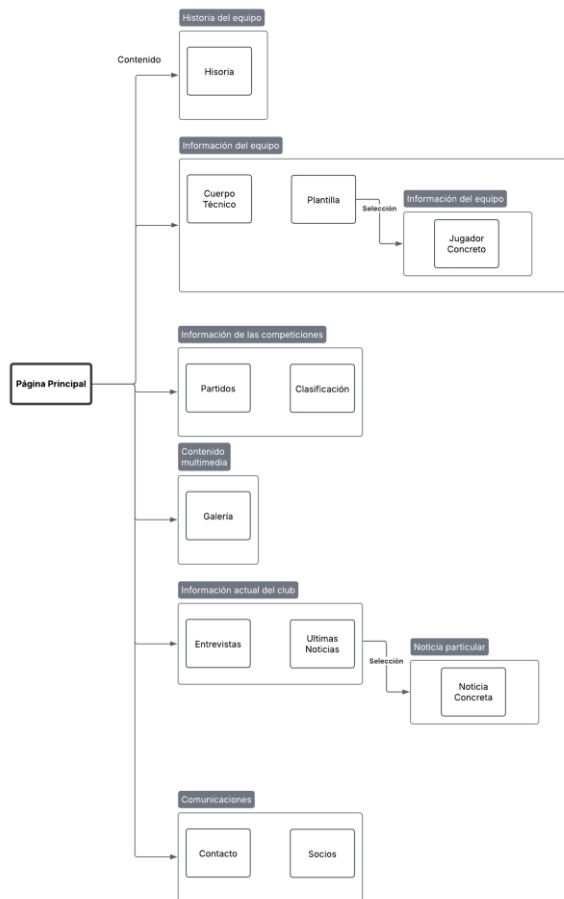 Historia del equipo
Contenido
Hisoria
Información del equipo
Cuerpo
Técnico
Plantilla
Selección
Información del equipo
Jugador
Concreto
Información de las competiciones
Página Principal
Partidos
Clasificación
Contenido
multimedia
Galería
Información actual del club
Entrevistas
Ultimas
Noticias
Selección
Noticia particular
Noticia
Concreta
Comunicaciones
Contacto
Socios